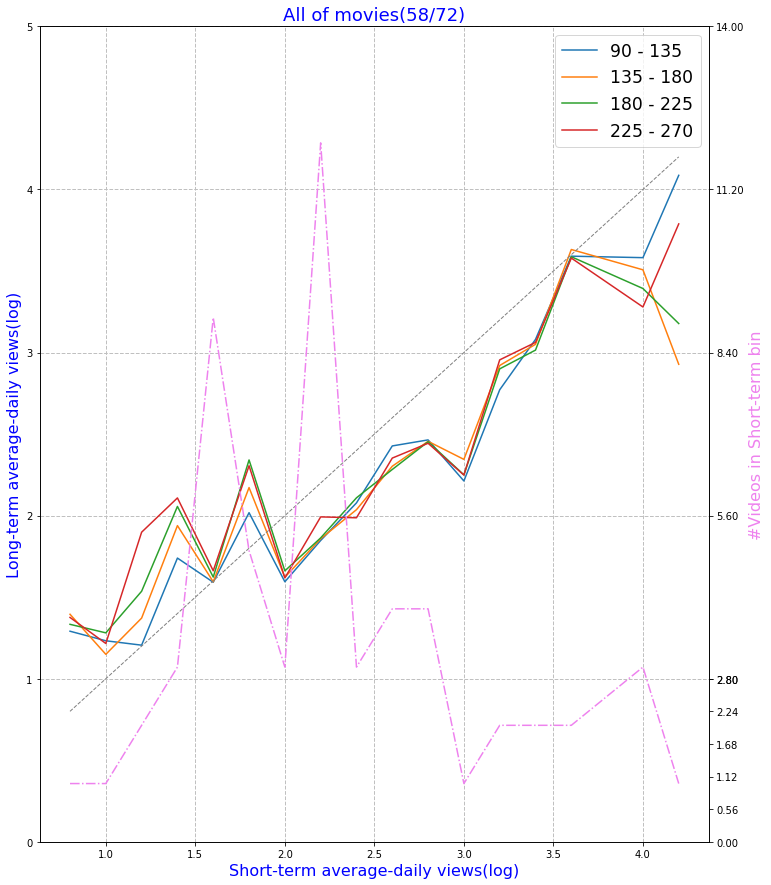 All of movies(58/72)
90 - 135
135 - 180
180 - 225
225 - 270
Long-term average-daily views(log)
5
4
3
2
1
0
14.00
11.20
8.40
5.60
2.80
2.24
1.68
1.12
0.56
0.00
#Videos in Short-term bin
1.0
1.5
2.0
2.5
3.0
3.5
4.0
Short-term average-daily views(log)